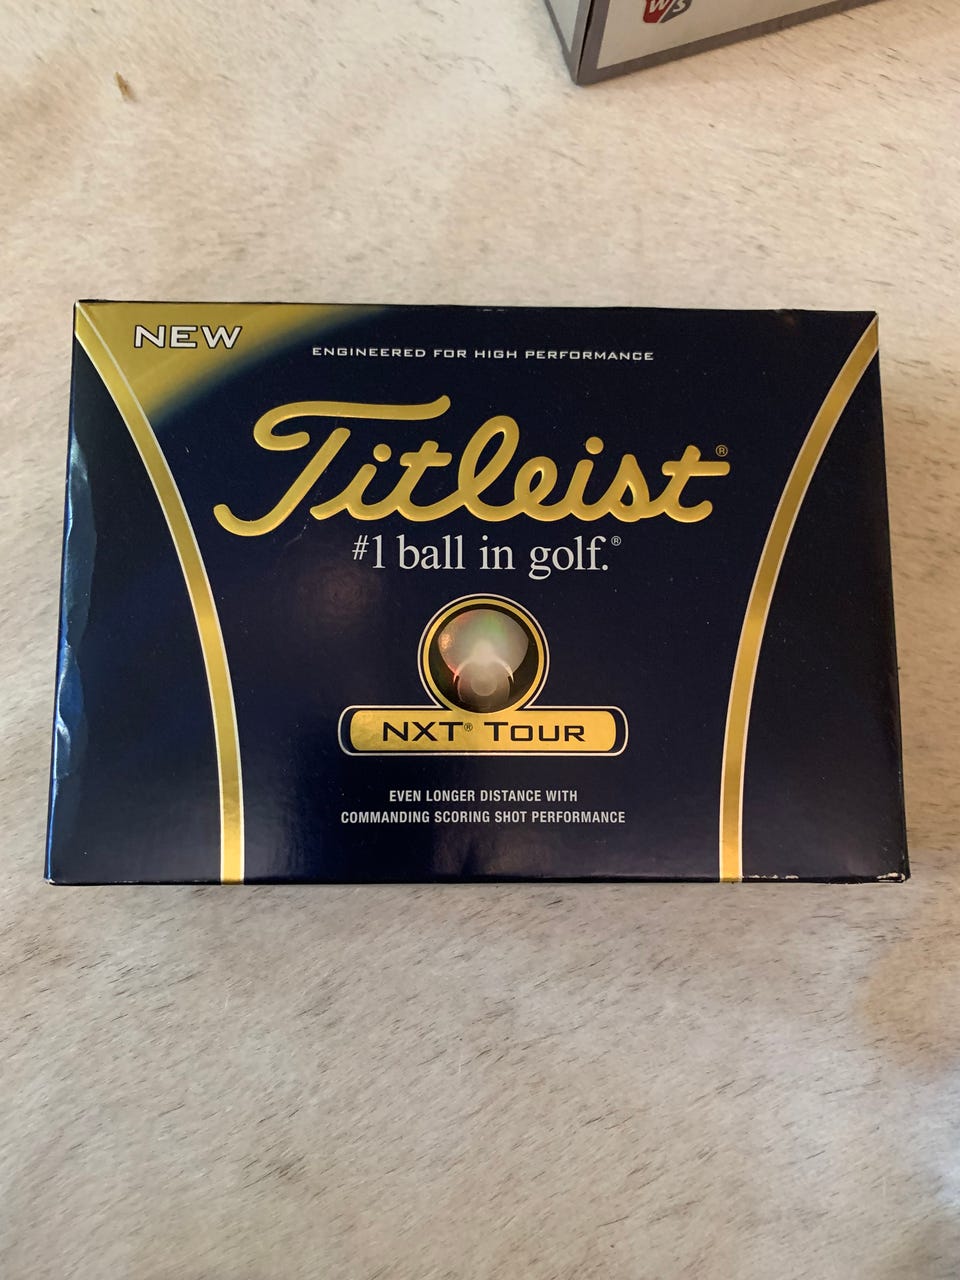 W/S
NEW
ENGINEERED FOR HIGH PERFORMANCE
Titleist®
#1 ball in golf.®
NXT® TOUR
EVEN LONGER DISTANCE WITH
COMMANDING SCORING SHOT PERFORMANCE